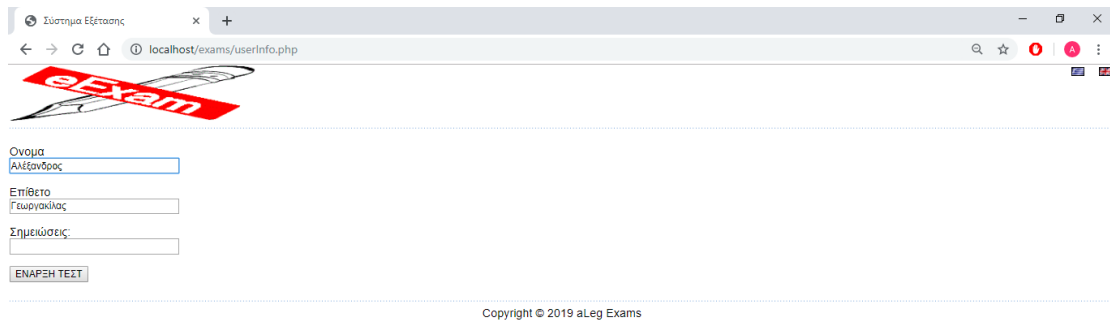 Σύστημα Εξέτασης
localhost/exams/userInfo.php
A
eExam
Ονομα
Αλέξανδρος
Επίθετο
Γεωργακίλας
Σημειώσεις:
ΕΝΑΡΞΗ ΤΕΣΤ
Copyright © 2019 aLeg Exams